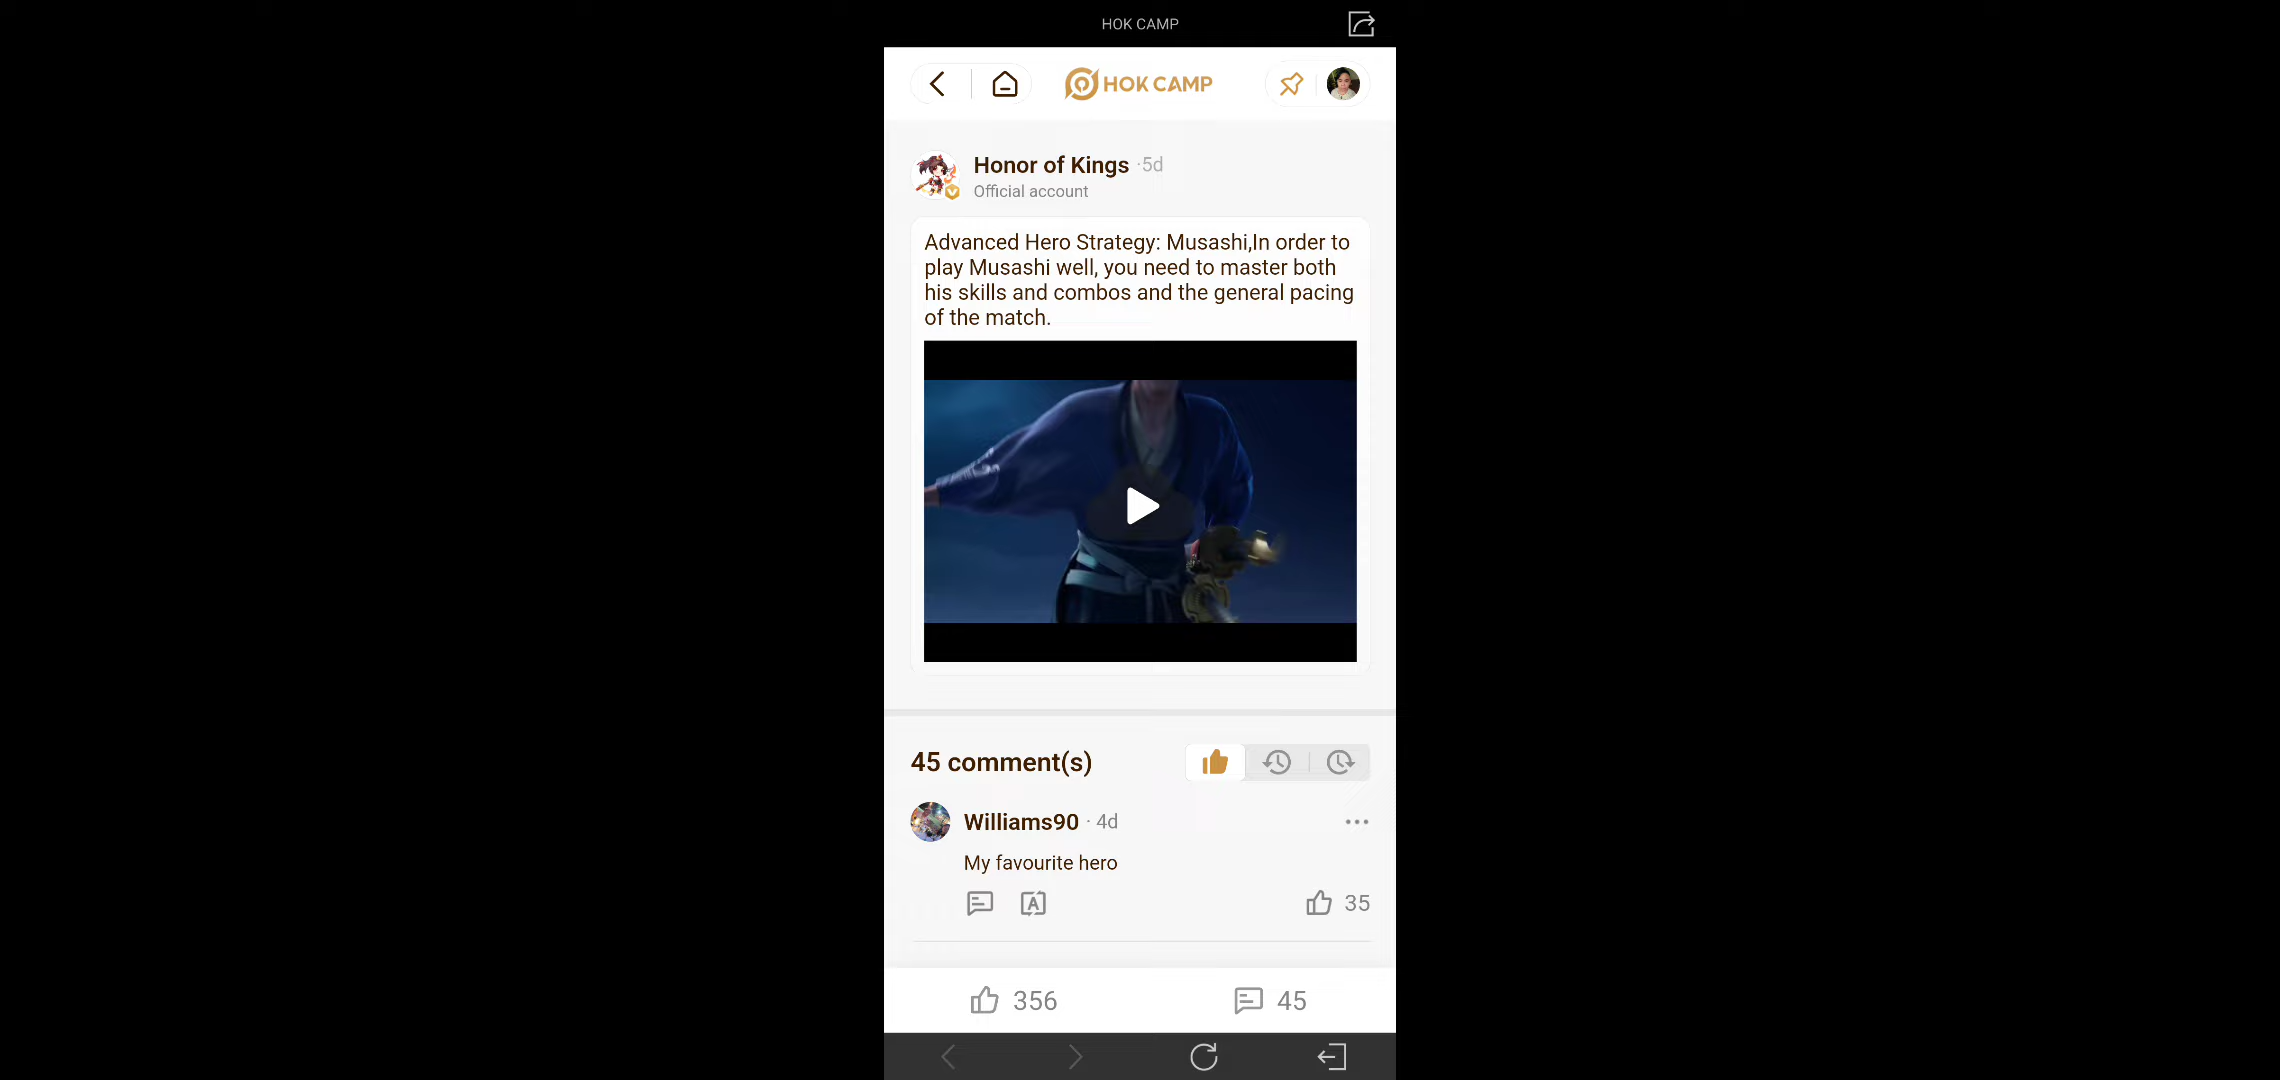 HOK CAMP
HOK CAMP
Honor of Kings ·5d
Official account
Advanced Hero Strategy: Musashi,In order to
play Musashi well, you need to master both
his skills and combos and the general pacing
of the match.
45 comment(s)
Williams90 · 4d
My favourite hero
A
35
356
45